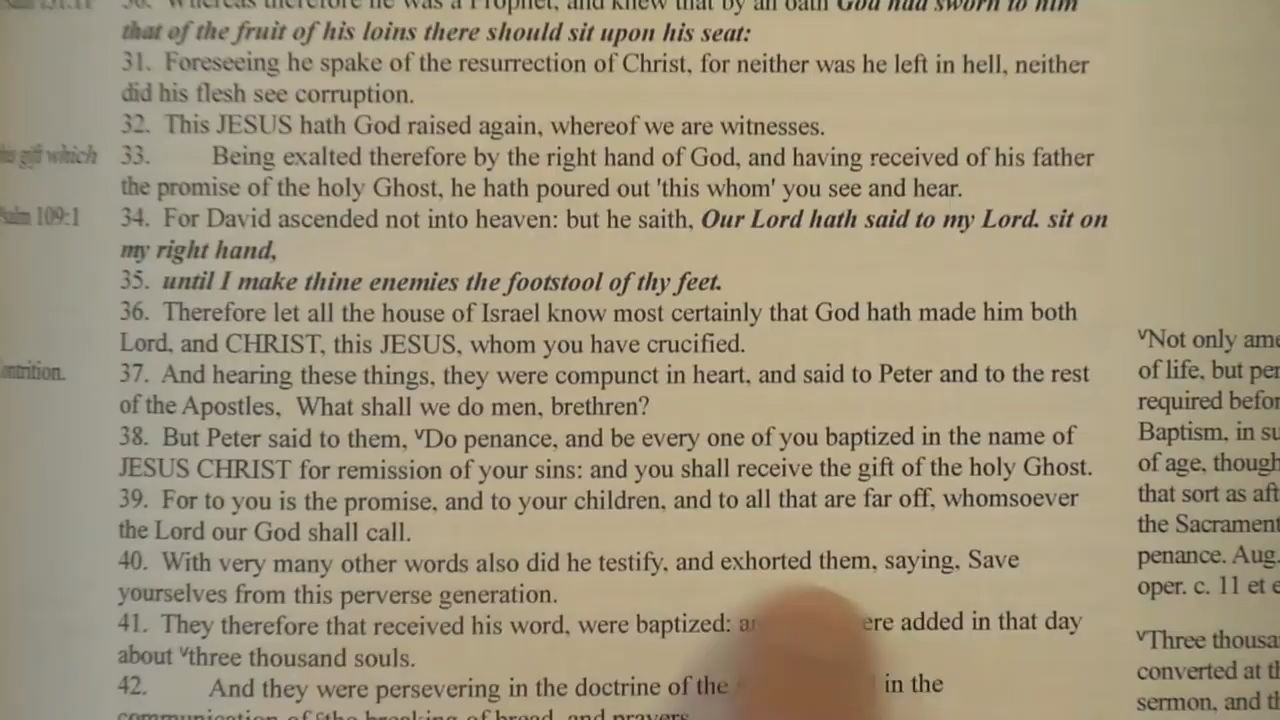 30. Whereas therefore he was a Prophet, and knew that by an oath God had sworn to him
that of the fruit of his loins there should sit upon his seat:
31. Foreseeing he spake of the resurrection of Christ, for neither was he left in hell, neither
did his flesh see corruption.
32. This JESUS hath God raised again, whereof we are witnesses.
gift which
33. Being exalted therefore by the right hand of God, and having received of his father
the promise of the holy Ghost, he hath poured out 'this whom' you see and hear.
Psalm 109:1
34. For David ascended not into heaven: but he saith, Our Lord hath said to my Lord. sit on
my right hand,
35. until I make thine enemies the footstool of thy feet.
36. Therefore let all the house of Israel know most certainly that God hath made him both
Lord, and CHRIST, this JESUS, whom you have crucified.
37. And hearing these things, they were compunct in heart, and said to Peter and to the rest
of the Apostles, What shall we do men, brethren?
38. But Peter said to them, ᵛDo penance, and be every one of you baptized in the name of
JESUS CHRIST for remission of your sins: and you shall receive the gift of the holy Ghost.
39. For to you is the promise, and to your children, and to all that are far off, whomsoever
the Lord our God shall call.
40. With very many other words also did he testify, and exhorted them, saying, Save
yourselves from this perverse generation.
41. They therefore that received his word, were baptized: added in that day
about ᵛthree thousand souls.
42. And they were persevering in the doctrine of the in the
communication of the breaking of bread, and prayers
ᵛNot only
of life, but
required
Baptism, in
of age, though
that sort as
the Sacrament
penance. Aug.
oper. c. 11 et
ᵛThree
converted at
sermon, and